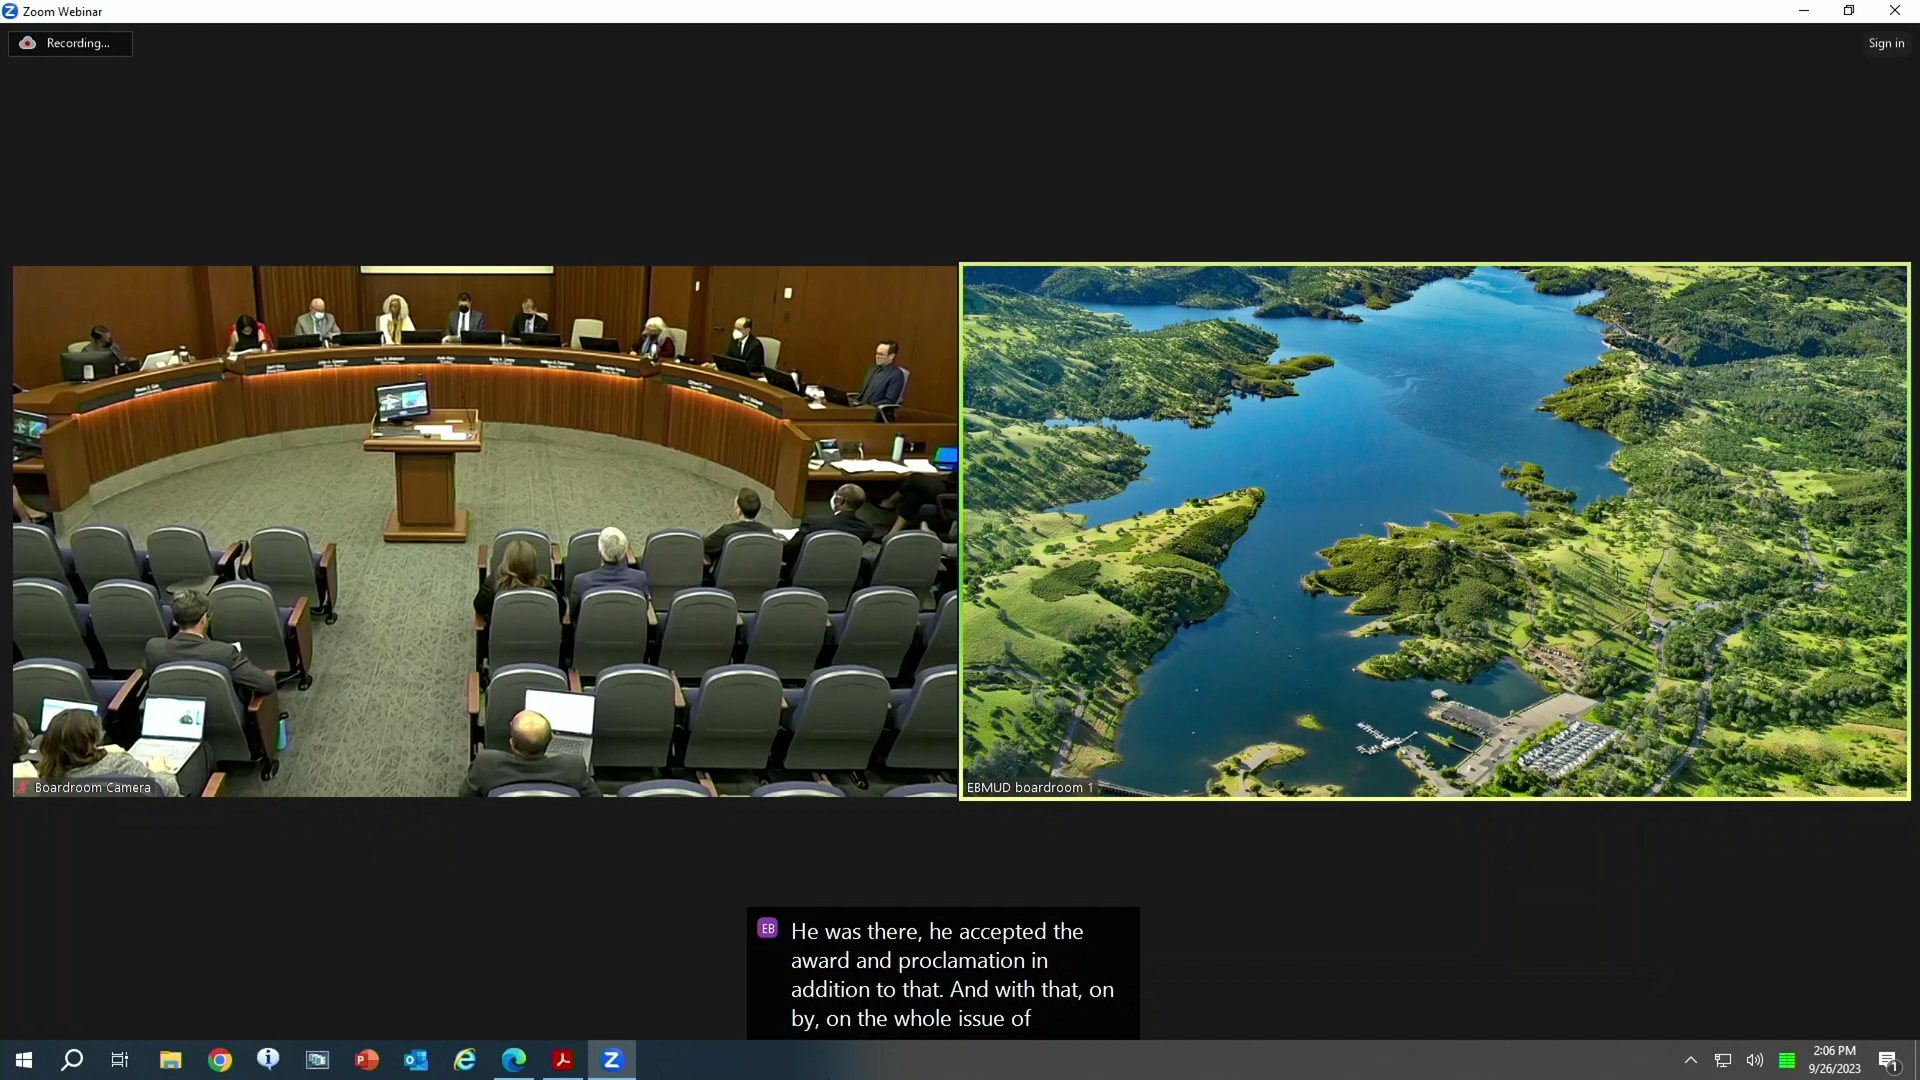 Zoom Webinar
Recording...
Sign in
Boardroom Camera
EBMUD boardroom 1
EB
He was there, he accepted the
award and proclamation in
addition to that. And with that, on
by, on the whole issue of
2:06 PM
9/26/2023
1